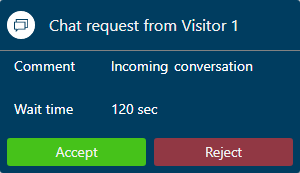 Chat request from Visitor 1
Comment Incoming conversation
Wait time 120 sec
Accept Reject